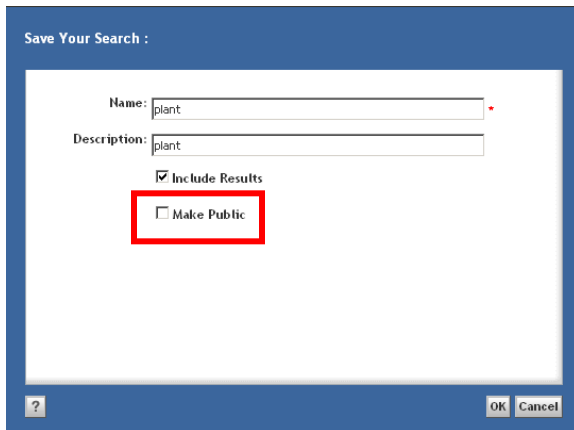 Save Your Search :
Name: plant *
Description: plant
Include Results
Make Public
? OK Cancel